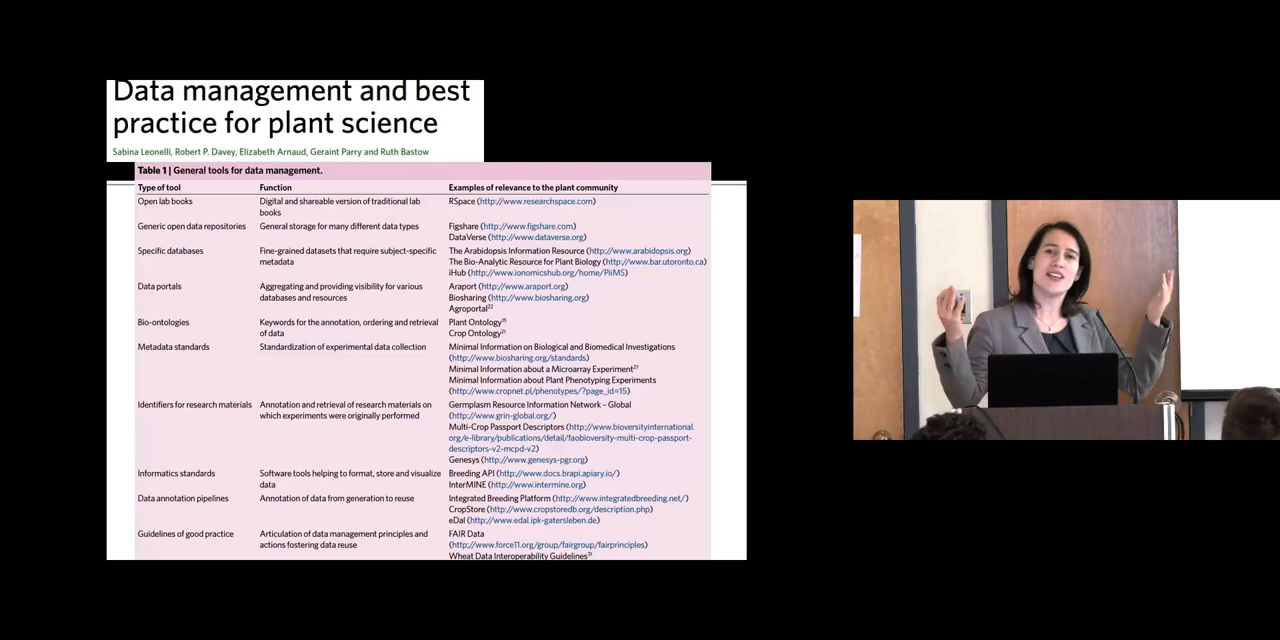 Data management and best
practice for plant science
Sabina Leonelli, Robert P. Davey, Elizabeth Arnaud, Geraint Parry and Ruth Bastow
Table 1 | General tools for data management.
Type of tool Function Examples of relevance to the plant community
Open lab books Digital and shareable version of traditional lab RSpace (http://www.researchspace.com)
books
Generic open data repositories General storage for many different data types Figshare (http://www.figshare.com)
DataVerse (http://www.dataverse.org)
Specific databases Fine-grained datasets that require subject-specific The Arabidopsis Information Resource (http://www.arabidopsis.org)
metadata The Bio-Analytic Resource for Plant Biology (http://www.bar.utoronto.ca)
iHub (http://www.ionomicshub.org/home/PiiMS)
Data portals Aggregating and providing visibility for various Araport (http://www.araport.org)
databases and resources Biosharing (http://www.biosharing.org)
Agroportal²²
Bio-ontologies Keywords for the annotation, ordering and retrieval Plant Ontology¹⁵
of data Crop Ontology²¹
Metadata standards Standardization of experimental data collection Minimal Information on Biological and Biomedical Investigations
(http://www.biosharing.org/standards)
Minimal Information about a Microarray Experiment²⁷
Minimal Information about Plant Phenotyping Experiments
(http://www.cropnet.pl/phenotypes/?page_id=15)
Identifiers for research materials Annotation and retrieval of research materials on Germplasm Resource Information Network – Global
which experiments were originally performed (http://www.grin-global.org/)
Multi-Crop Passport Descriptors (http://www.bioversityinternational.
org/e-library/publications/detail/faobioversity-multi-crop-passport-
descriptors-v2-mcpd-v2)
Genesys (http://www.genesys-pgr.org)
Informatics standards Software tools helping to format, store and visualize Breeding API (http://www.docs.brapi.apiary.io/)
data InterMINE (http://www.intermine.org)
Data annotation pipelines Annotation of data from generation to reuse Integrated Breeding Platform (http://www.integratedbreeding.net/)
CropStore (http://www.cropstoredb.org/description.php)
eDal (http://www.edal.ipk-gatersleben.de)
Guidelines of good practice Articulation of data management principles and FAIR Data
actions fostering data reuse (http://www.force11.org/group/fairgroup/fairprinciples)
Wheat Data Interoperability Guidelines³¹